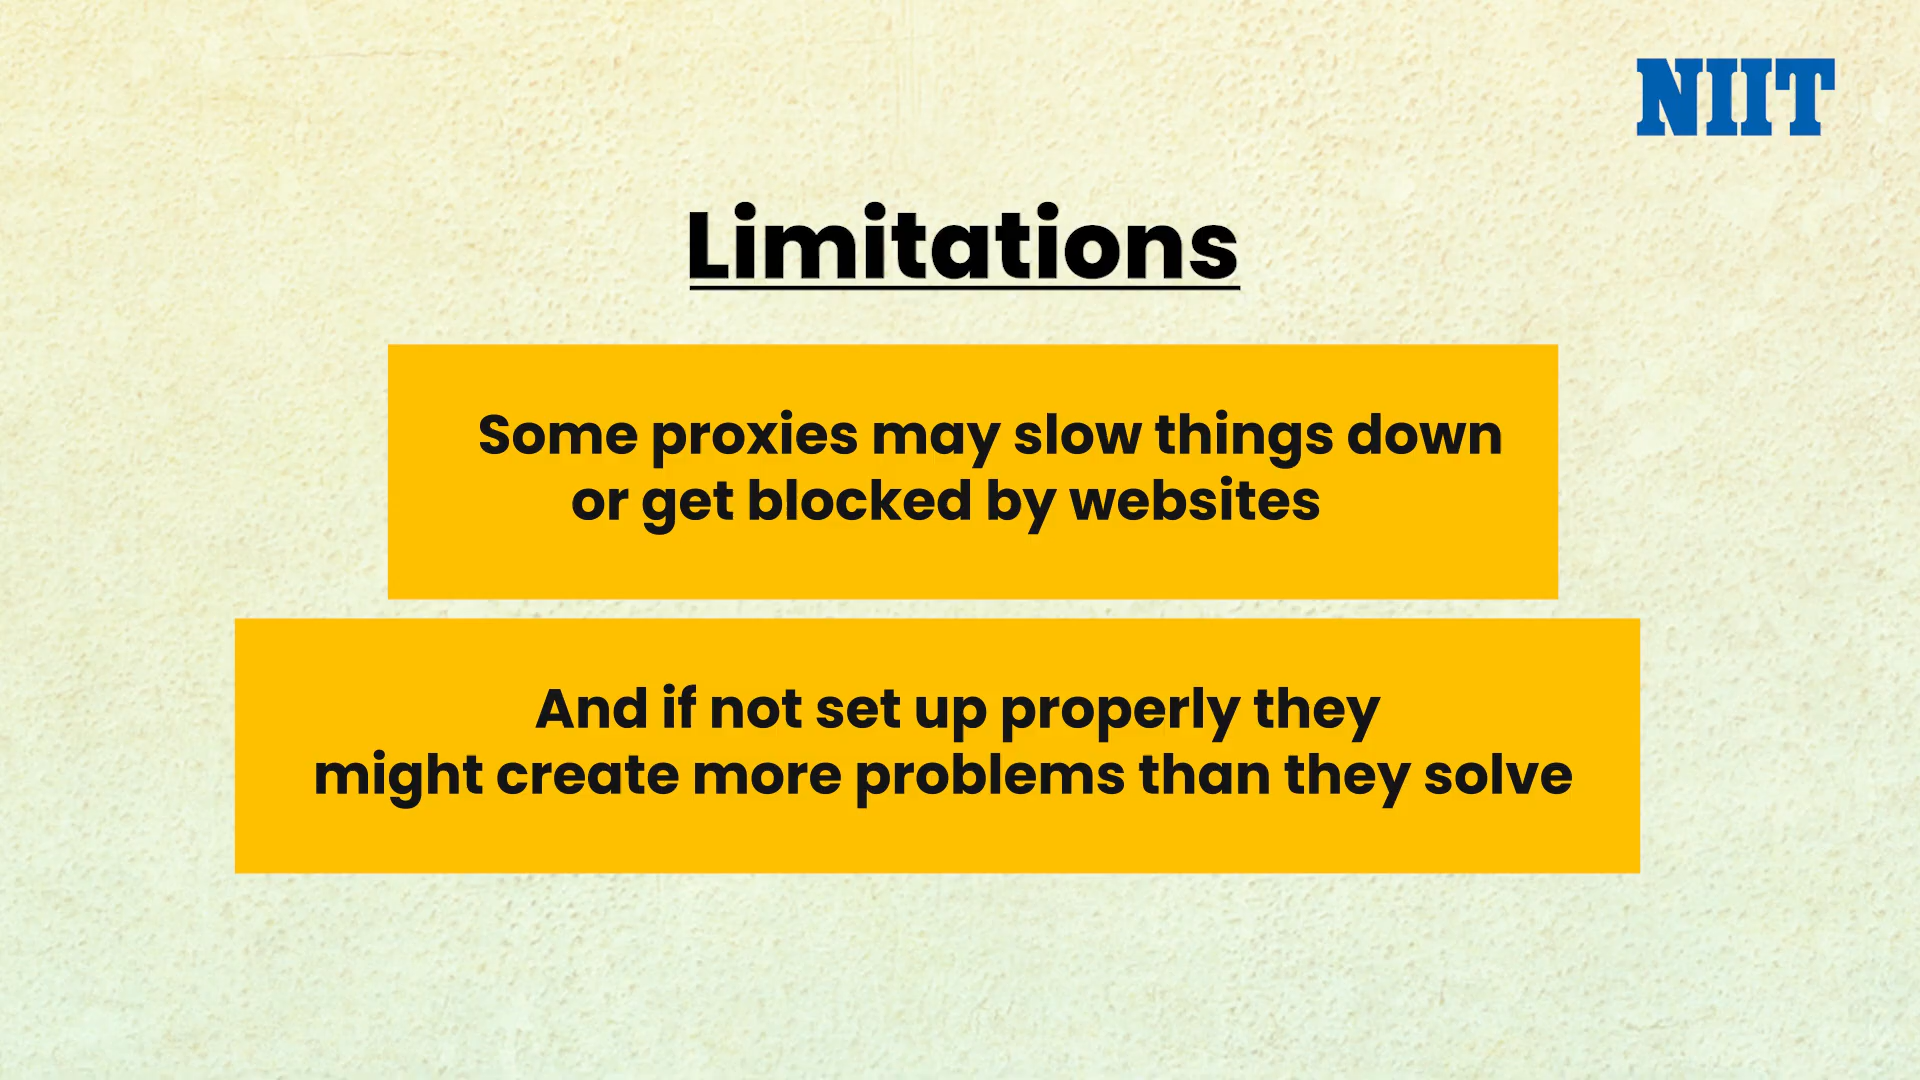 NIIT
Limitations
Some proxies may slow things down
or get blocked by websites
And if not set up properly they
might create more problems than they solve